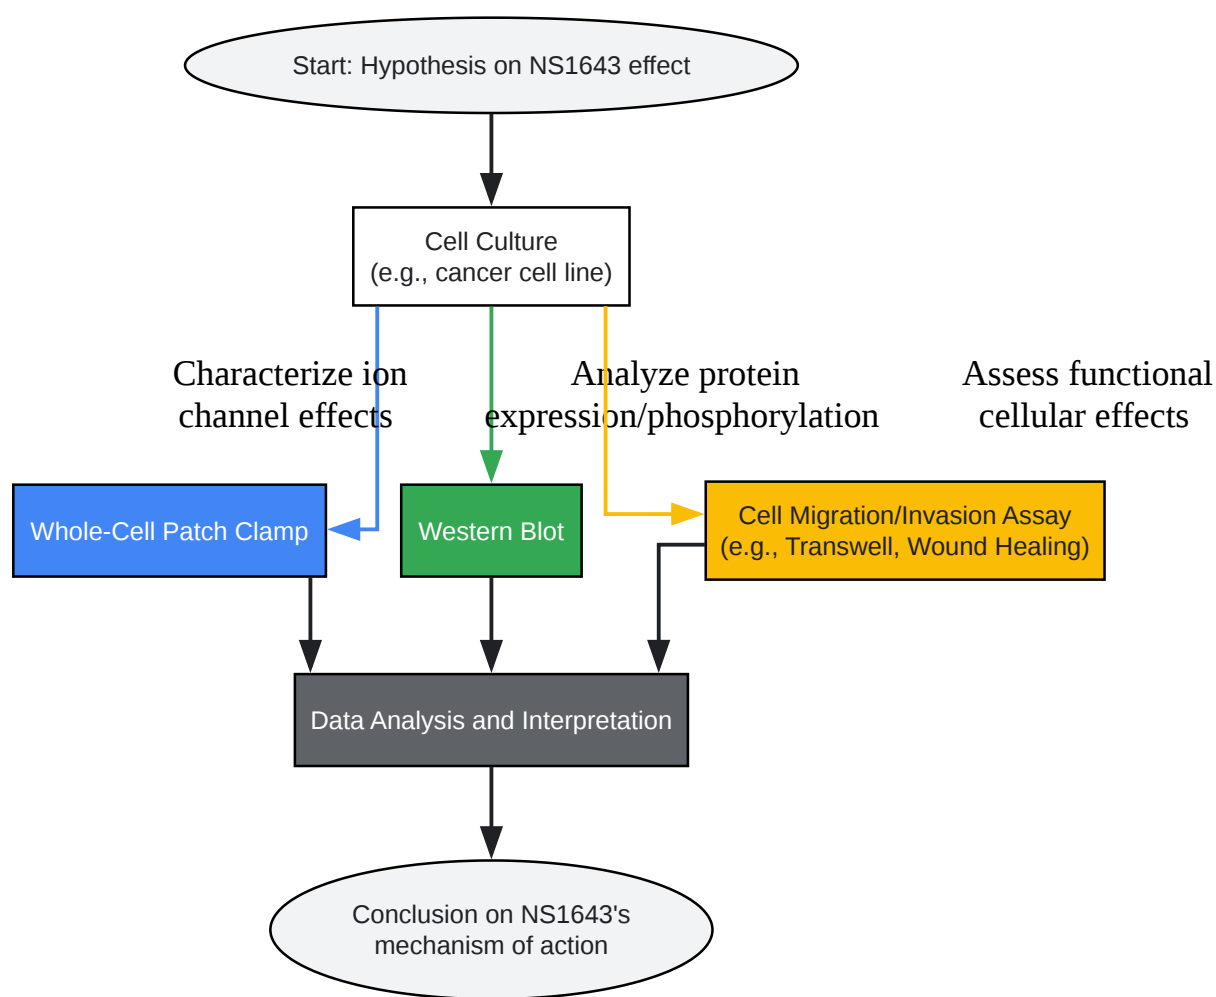 Start: Hypothesis on NS1643 effect
Cell Culture
(e.g., cancer cell line)
Characterize ion
channel effects
Analyze protein
expression/phosphorylation
Assess functional
cellular effects
Whole-Cell Patch Clamp
Western Blot
Cell Migration/Invasion Assay
(e.g., Transwell, Wound Healing)
Data Analysis and Interpretation
Conclusion on NS1643's
mechanism of action